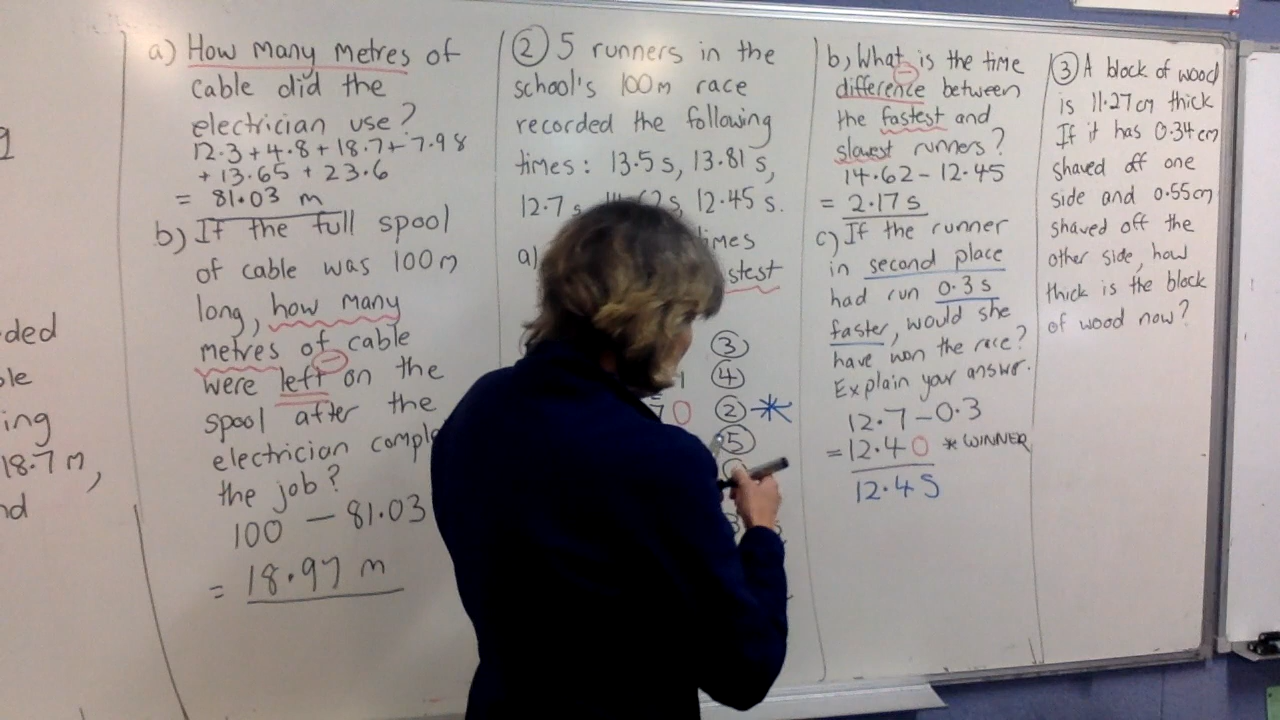 g
ded
ble
ing
18.7 m,
nd
a) How many metres of
cable did the
electrician use?
12.3 + 4.8 + 18.7 + 7.98
+ 13.65 + 23.6
= 81.03 m
b) If the full spool
of cable was 100m
long, how many
metres of cable
−
were left on the
spool after the
electrician comple
the job?
100 − 81.03
= 18.97 m
② 5 runners in the
school's 100m race
recorded the following
times: 13.5 s, 13.81 s,
12.7 s 12.45 s.
a) imes
stest
③
④
70 ② *
⑤
b, What is the time
−
difference between
the fastest and
slowest runners?
14.62 − 12.45
= 2.17 s
c) If the runner
in second place
had run 0.3 s
faster, would she
have won the race?
Explain your answr.
12.7 − 0.3
= 12.40 * WINNER
12.45
③ A block of wood
is 11.27cm thick
If it has 0.34cm
shaved off one
side and 0.55cm
shaved off the
other side, how
thick is the block
of wood now?